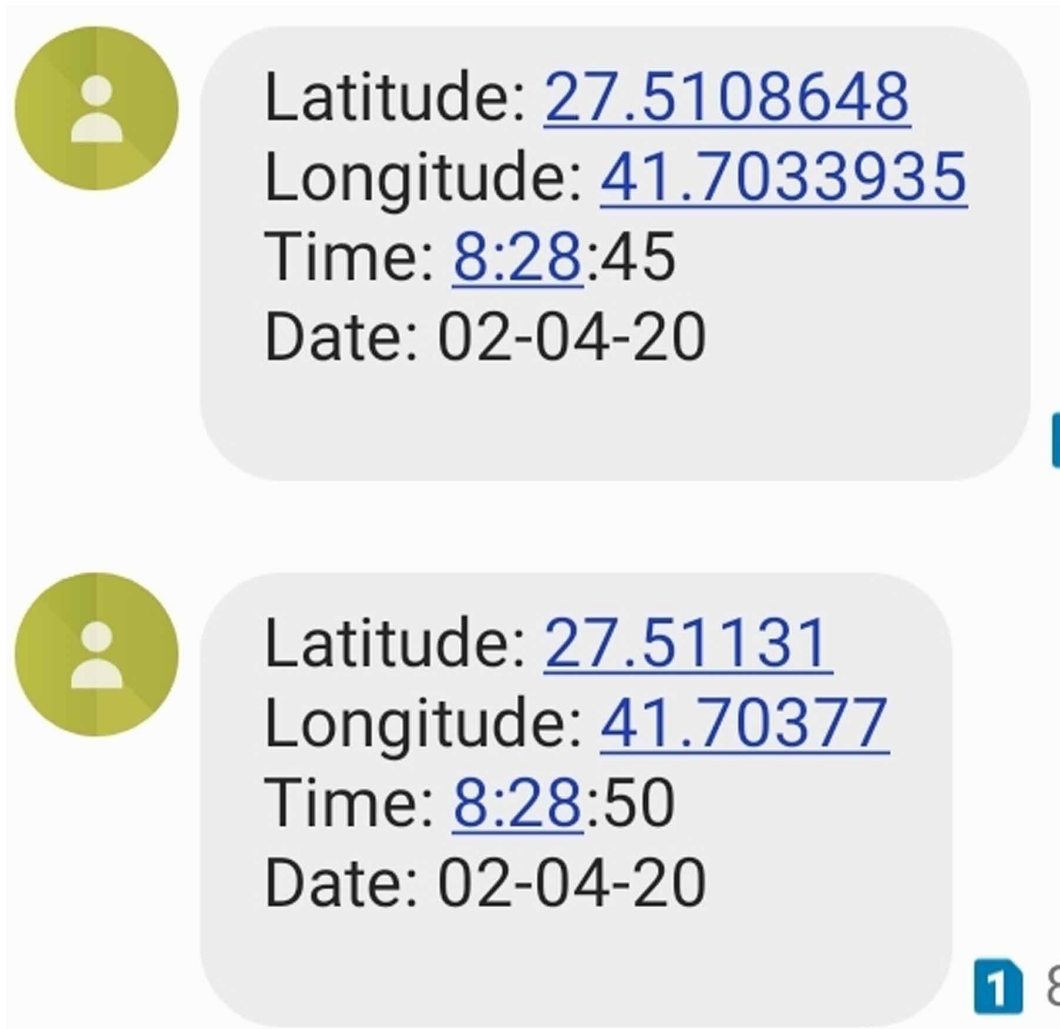 Latitude: 27.5108648
Longitude: 41.7033935
Time: 8:28:45
Date: 02-04-20
Latitude: 27.51131
Longitude: 41.70377
Time: 8:28:50
Date: 02-04-20
1